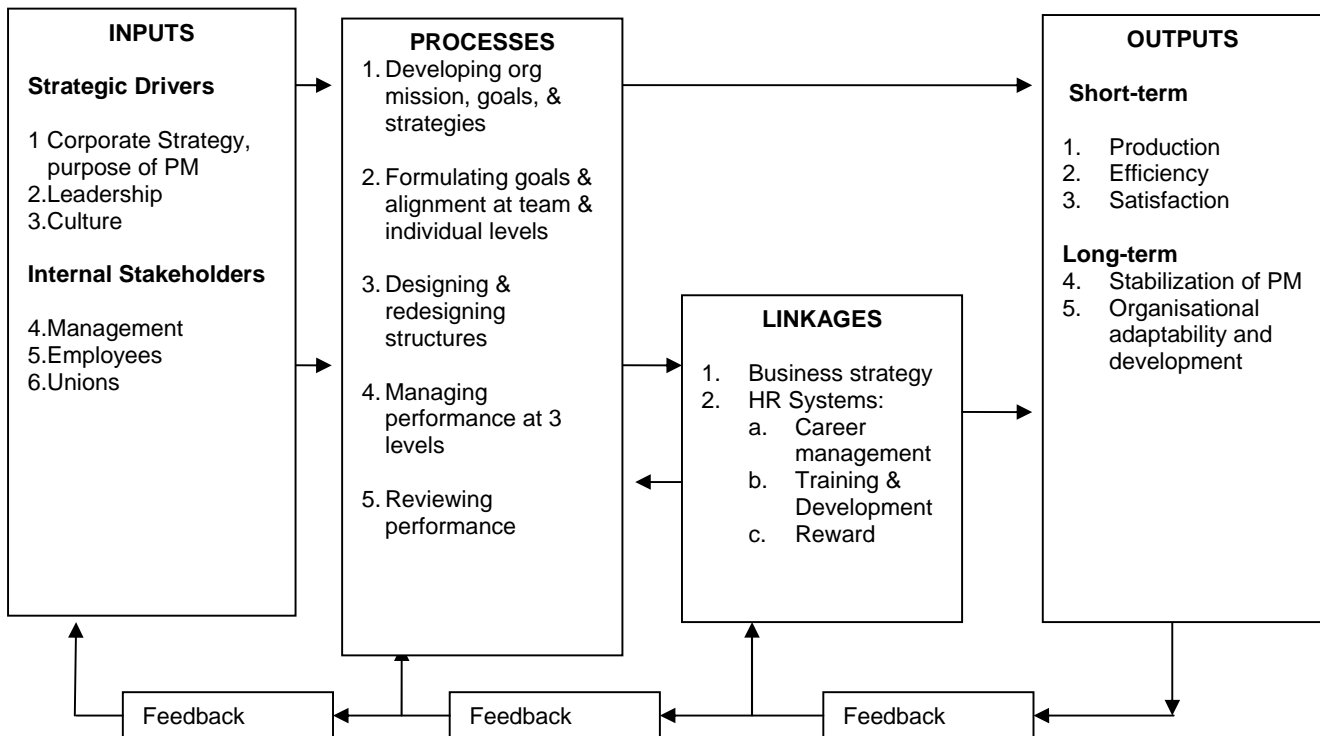 INPUTS
Strategic Drivers
1 Corporate Strategy,
purpose of PM
2.Leadership
3.Culture
Internal Stakeholders
4.Management
5.Employees
6.Unions
PROCESSES
1. Developing org
mission, goals, &
strategies
2. Formulating goals &
alignment at team &
individual levels
3. Designing &
redesigning
structures
4. Managing
performance at 3
levels
5. Reviewing
performance
LINKAGES
1. Business strategy
2. HR Systems:
a. Career
management
b. Training &
Development
c. Reward
OUTPUTS
Short-term
1. Production
2. Efficiency
3. Satisfaction
Long-term
4. Stabilization of PM
5. Organisational
adaptability and
development
Feedback
Feedback
Feedback